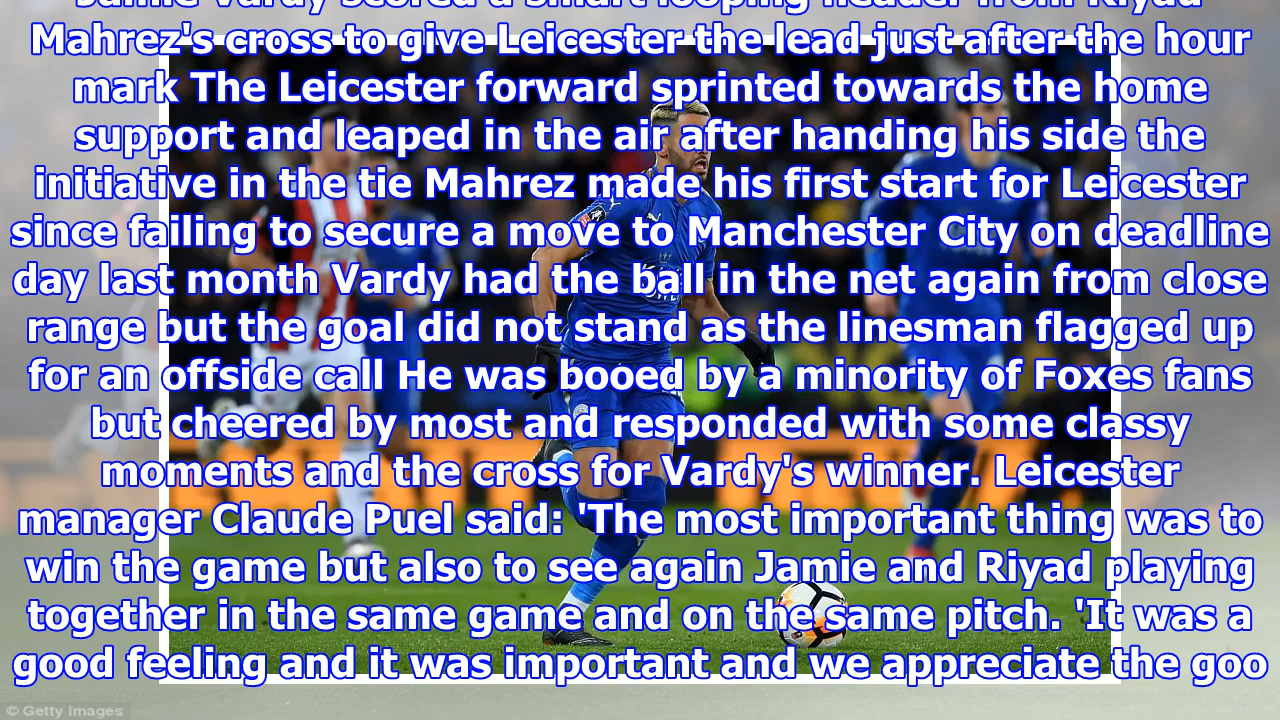 Jamie Vardy scored a smart looping header from Riyad
Mahrez's cross to give Leicester the lead just after the hour
mark The Leicester forward sprinted towards the home
support and leaped in the air after handing his side the
initiative in the tie Mahrez made his first start for Leicester
since failing to secure a move to Manchester City on deadline
day last month Vardy had the ball in the net again from close
range but the goal did not stand as the linesman flagged up
for an offside call He was booed by a minority of Foxes fans
but cheered by most and responded with some classy
moments and the cross for Vardy's winner. Leicester
manager Claude Puel said: 'The most important thing was to
win the game but also to see again Jamie and Riyad playing
together in the same game and on the same pitch. 'It was a
good feeling and it was important and we appreciate the goo
© Getty Images